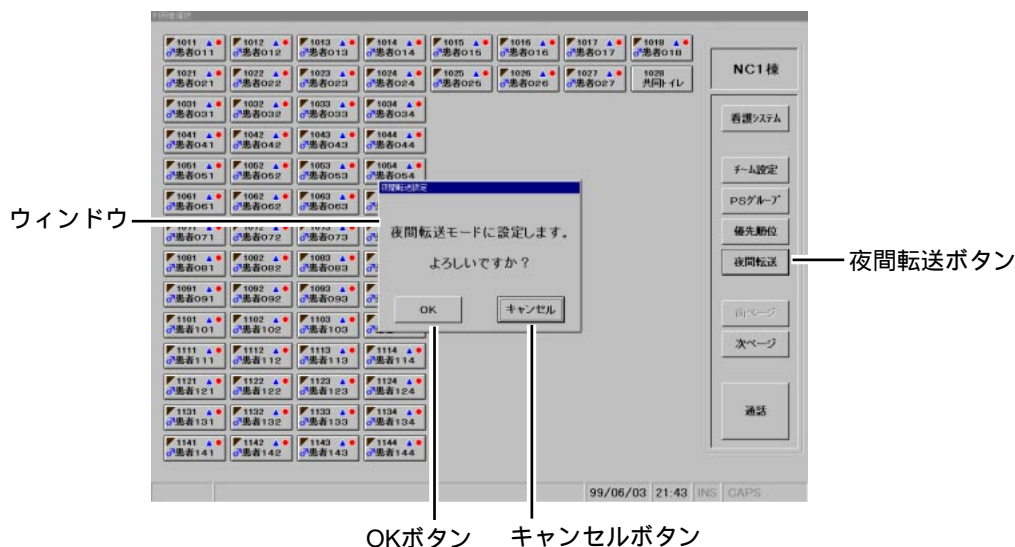 1011 1012 1013 1014 1015 1016 1017 1018
患者011 患者012 患者013 患者014 患者015 患者016 患者017 患者018
1021 1022 1023 1024 1025 1026 1027 1028
患者021 患者022 患者023 患者024 患者025 患者026 患者027 共同トイレ
1031 1032 1033 1034
患者031 患者032 患者033 患者034
1041 1042 1043 1044
患者041 患者042 患者043 患者044
1051 1052 1053 1054
患者051 患者052 患者053 患者054
1061 1062 1063
患者061 患者062 患者063
患者071 患者072 患者073
1081 1082 1083
患者081 患者082 患者083
1091 1092 1093
患者091 患者092 患者093
1101 1102 1103
患者101 患者102 患者103
1111 1112 1113 1114
患者111 患者112 患者113 患者114
1121 1122 1123 1124
患者121 患者122 患者123 患者124
1131 1132 1133 1134
患者131 患者132 患者133 患者134
1141 1142 1143 1144
患者141 患者142 患者143 患者144
夜間転送設定
夜間転送モードに設定します。
よろしいですか?
OK キャンセル
NC1棟
看護システム
チーム設定
PSグループ
優先順位
夜間転送
前ページ
次ページ
通話
99/06/03 21:43 INS CAPS
ウィンドウ
夜間転送ボタン
OKボタン キャンセルボタン